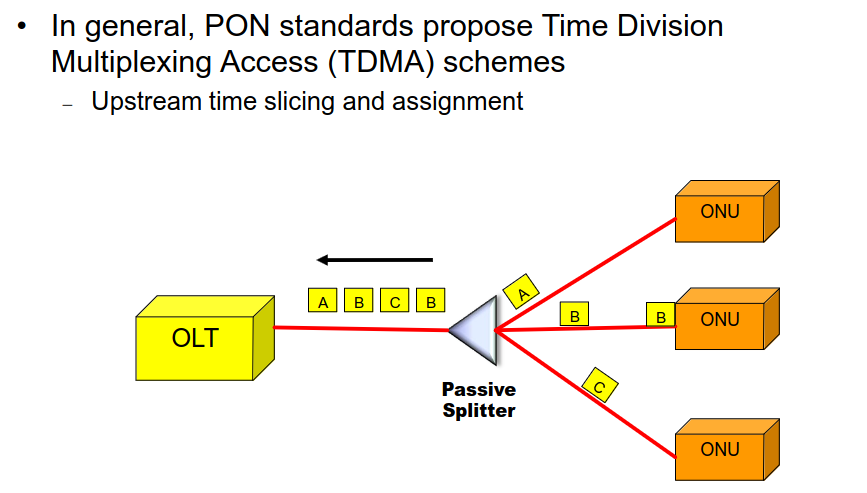 • In general, PON standards propose Time Division
Multiplexing Access (TDMA) schemes
– Upstream time slicing and assignment
ONU
A
A B C B
B
B
ONU
OLT
C
Passive
Splitter
ONU